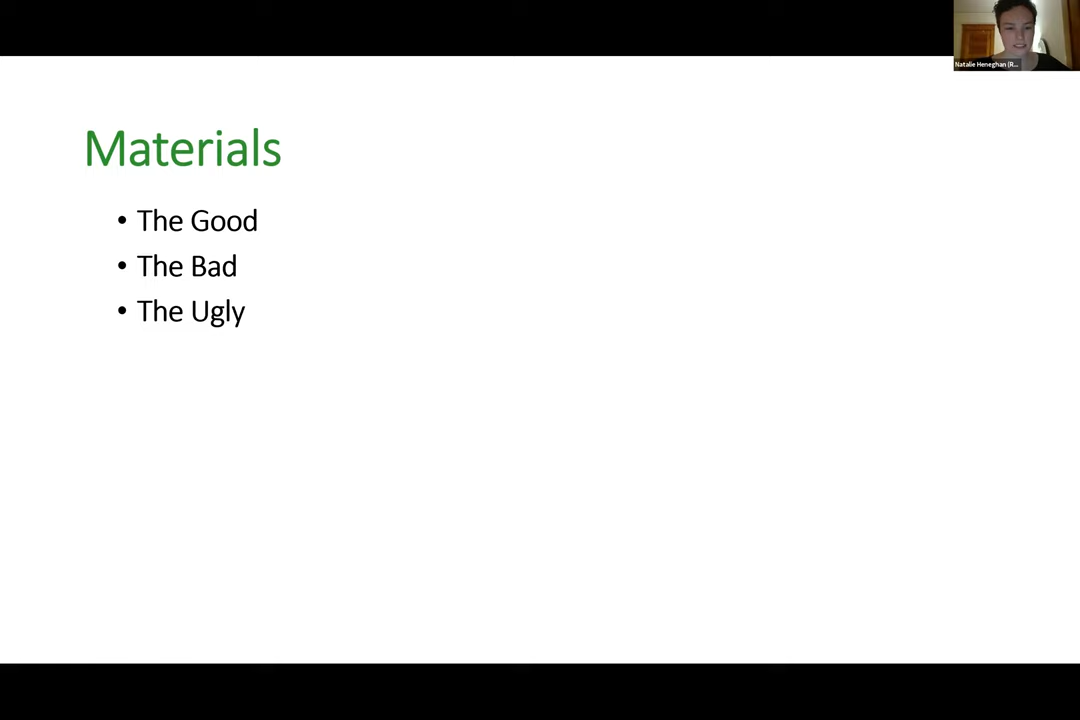 Natalie Heneghan (R...
Materials
• The Good
• The Bad
• The Ugly